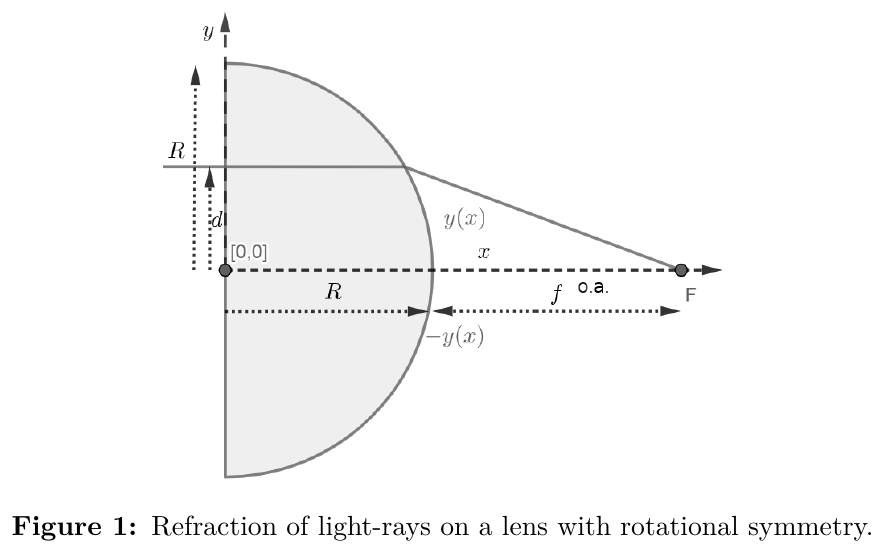 y
R
d
[0,0]
y(x)
x
R
f
o.a.
F
−y(x)
Figure 1: Refraction of light-rays on a lens with rotational symmetry.